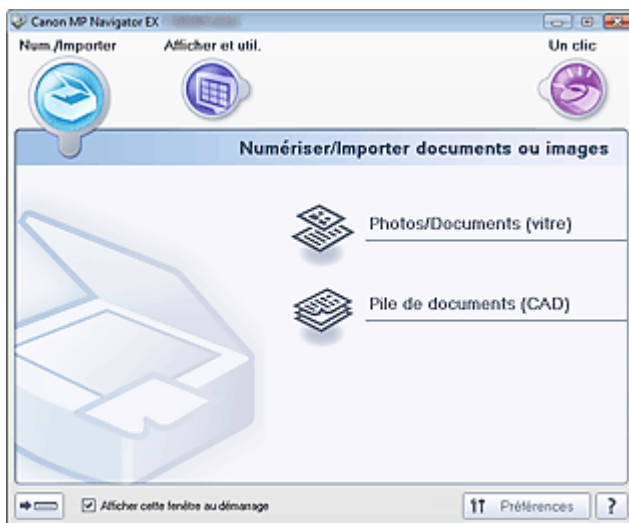 Canon MP Navigator EX
Num./Importer
Afficher et util.
Un clic
Numériser/Importer documents ou images
Photos/Documents (vitre)
Pile de documents (CAD)
Afficher cette fenêtre au démarrage
Préférences
?